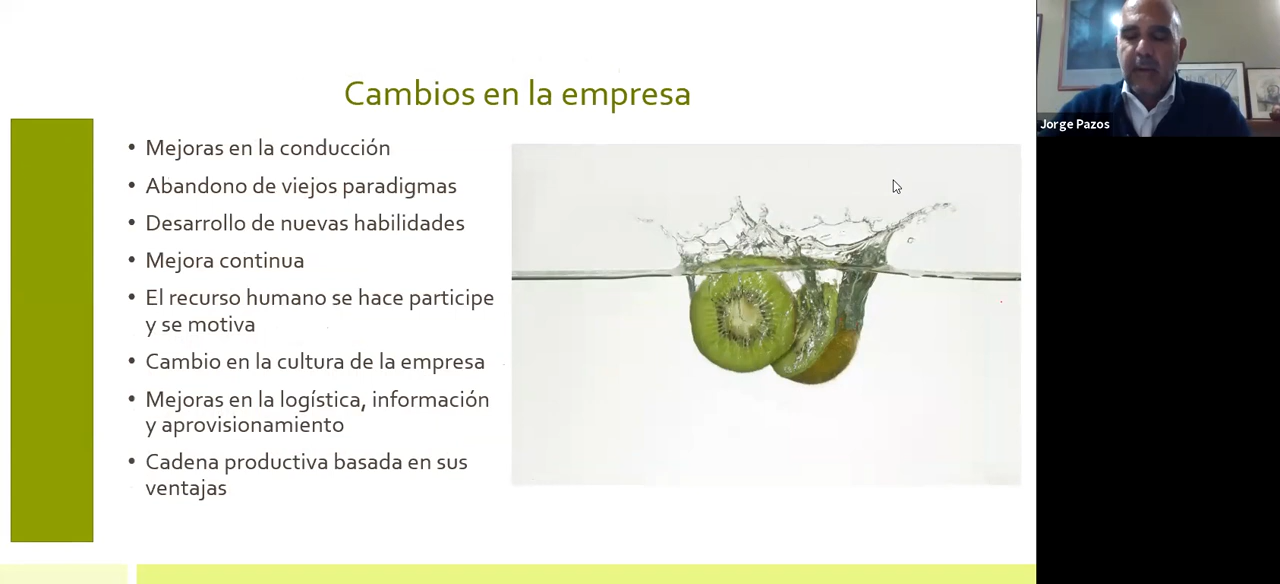 Cambios en la empresa
• Mejoras en la conducción
• Abandono de viejos paradigmas
• Desarrollo de nuevas habilidades
• Mejora continua
• El recurso humano se hace participe
y se motiva
• Cambio en la cultura de la empresa
• Mejoras en la logística, información
y aprovisionamiento
• Cadena productiva basada en sus
ventajas
Jorge Pazos